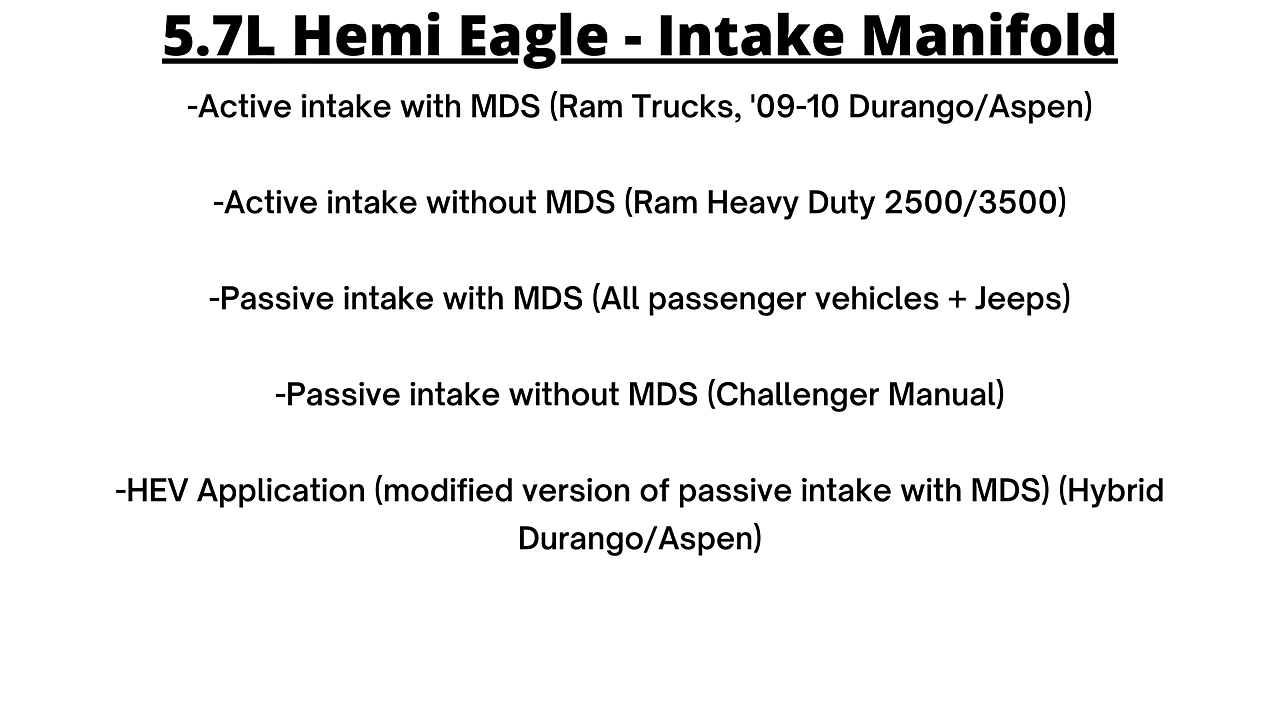 5.7L Hemi Eagle - Intake Manifold
-Active intake with MDS (Ram Trucks, '09-10 Durango/Aspen)
-Active intake without MDS (Ram Heavy Duty 2500/3500)
-Passive intake with MDS (All passenger vehicles + Jeeps)
-Passive intake without MDS (Challenger Manual)
-HEV Application (modified version of passive intake with MDS) (Hybrid
Durango/Aspen)